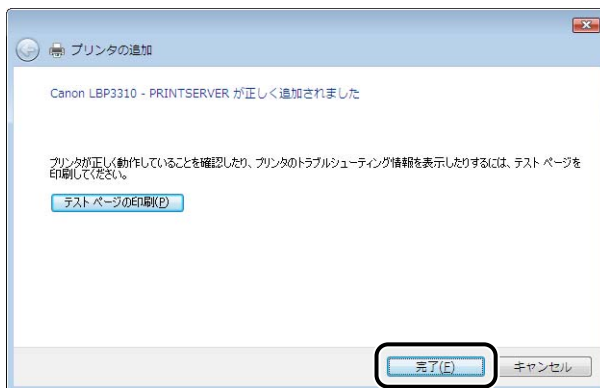 プリンタの追加
Canon LBP3310 - PRINTSERVER が正しく追加されました
プリンタが正しく動作していることを確認したり、プリンタのトラブルシューティング情報を表示したりするには、テスト ページを
印刷してください。
テスト ページの印刷(P)
完了(F) キャンセル